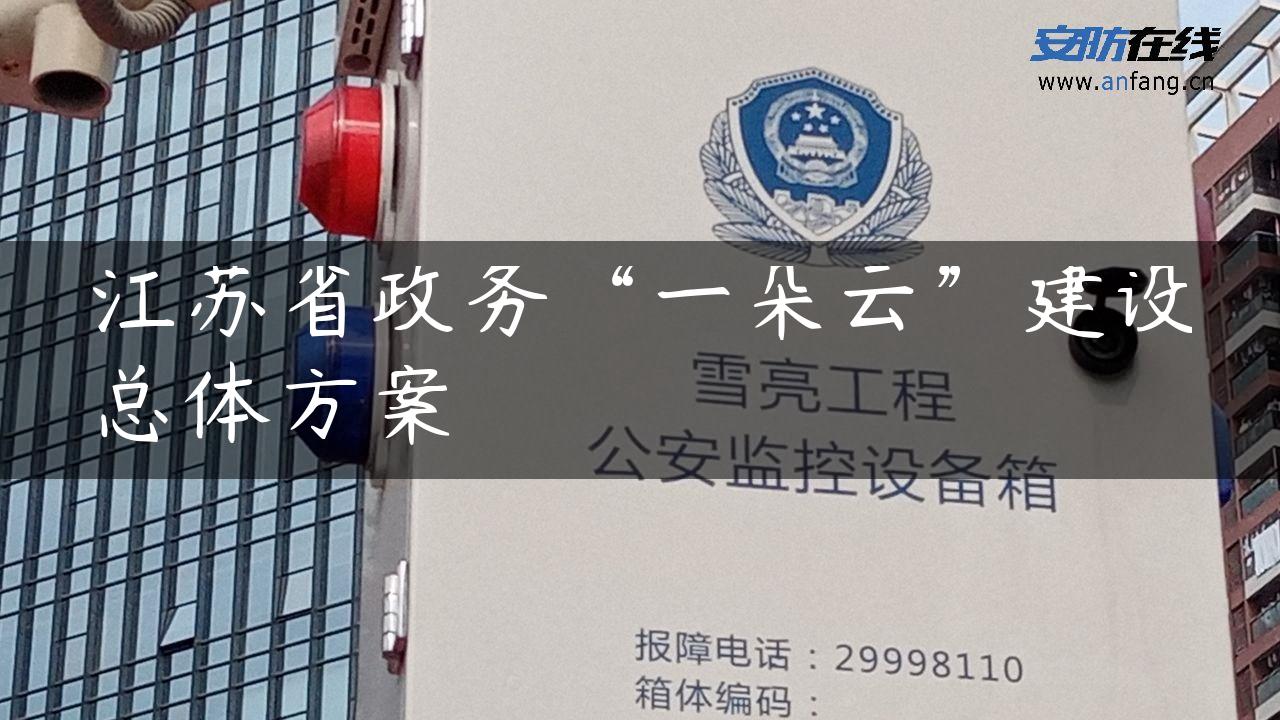 安防在线
www.anfang.cn
江苏省政务“一朵云”建设
总体方案
雪亮工程
公安监控设备箱
报障电话：29998110
箱体编码：